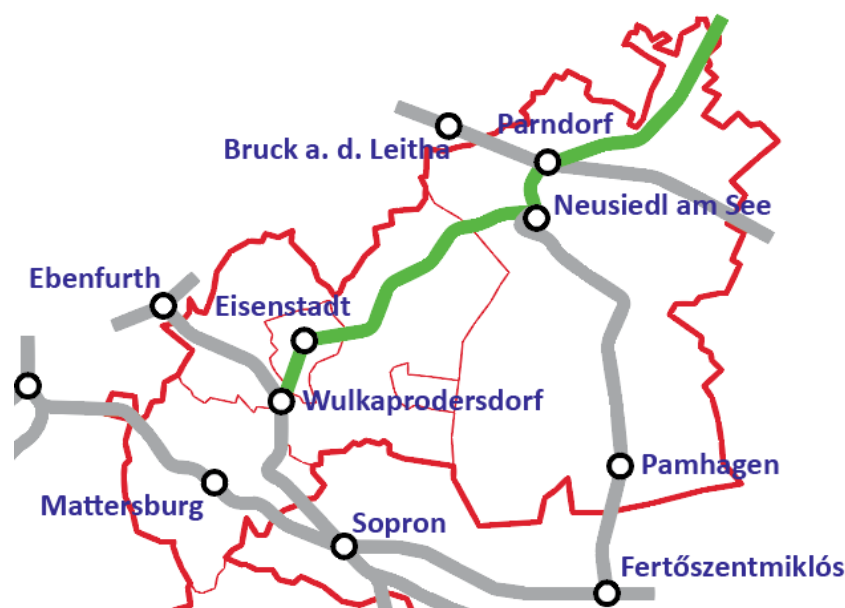 Parndorf
Bruck a. d. Leitha
Neusiedl am See
Ebenfurth
Eisenstadt
Wulkaprodersdorf
Pamhagen
Mattersburg
Sopron
Fertőszentmiklós